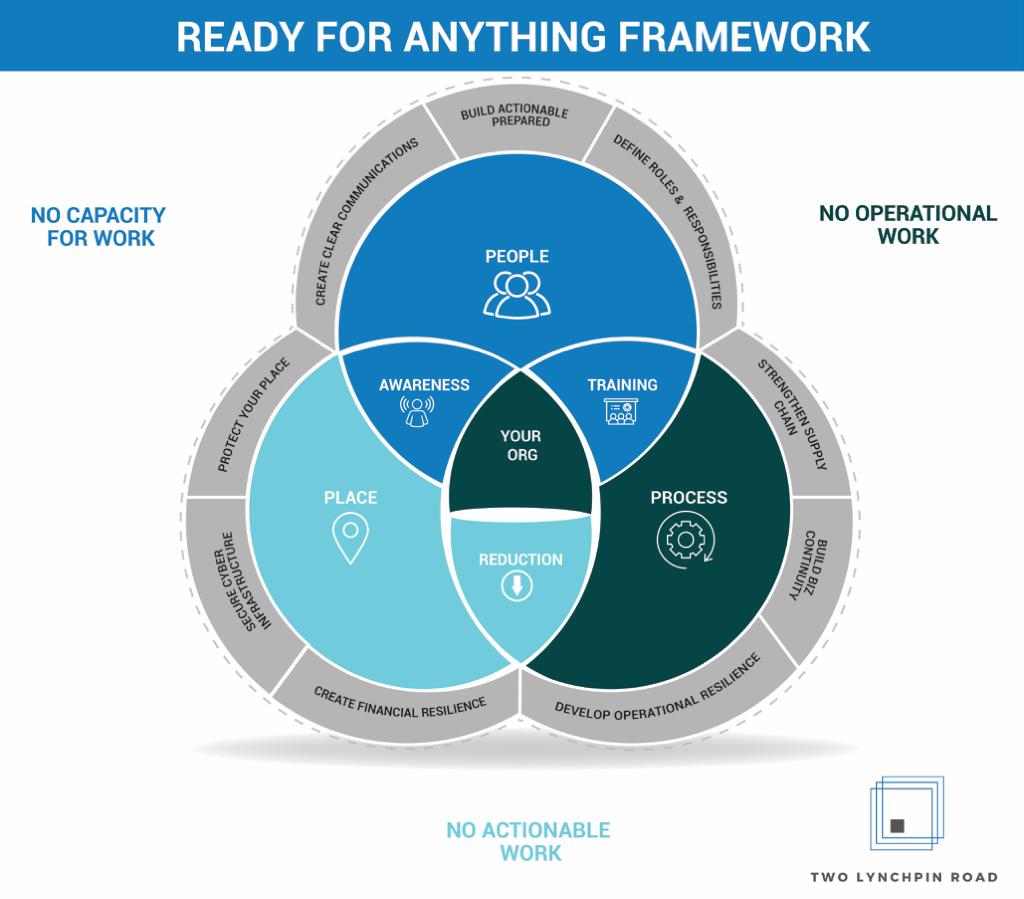 READY FOR ANYTHING FRAMEWORK
BUILD ACTIONABLE
PREPARED
CREATE CLEAR COMMUNICATIONS
DEFINE ROLES & RESPONSIBILITIES
NO CAPACITY
FOR WORK
NO OPERATIONAL
WORK
PEOPLE
AWARENESS
TRAINING
YOUR
ORG
PROTECT YOUR PLACE
STRENGTHEN SUPPLY
CHAIN
PLACE
PROCESS
REDUCTION
SECURE CYBER
INFRASTRUCTURE
BUILD BIZ
CONTINUITY
CREATE FINANCIAL RESILIENCE
DEVELOP OPERATIONAL RESILIENCE
NO ACTIONABLE
WORK
TWO LYNCHPIN ROAD